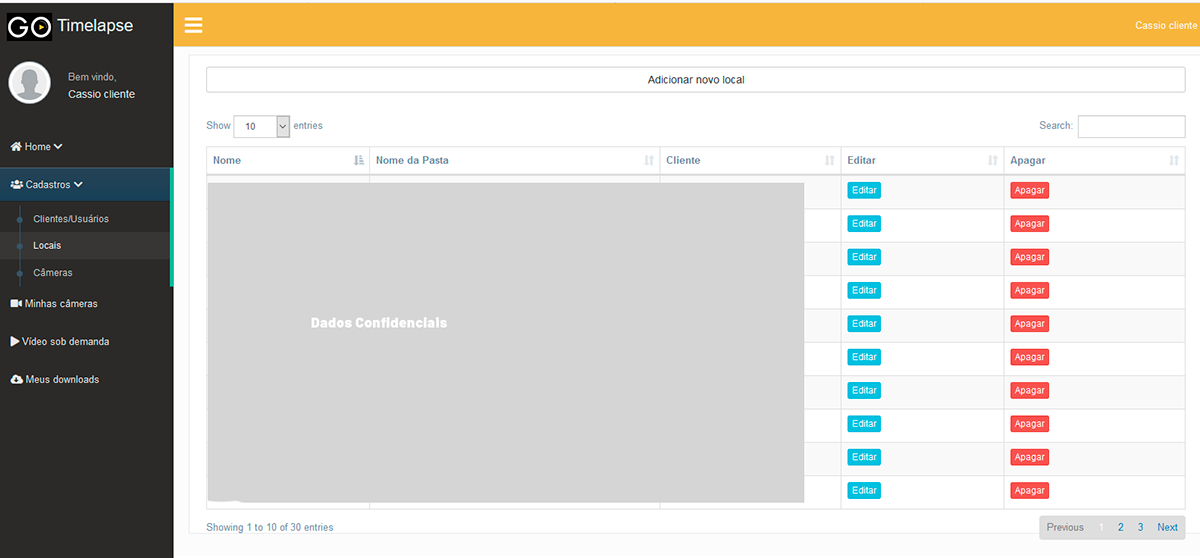 GO Timelapse
Cassio cliente
Bem vindo,
Cassio cliente
Home
Cadastros
Clientes/Usuários
Locais
Câmeras
Minhas câmeras
Vídeo sob demanda
Meus downloads
Adicionar novo local
Show 10 entries
Search:
Nome Nome da Pasta Cliente Editar Apagar
Editar Apagar
Editar Apagar
Editar Apagar
Editar Apagar
Dados Confidenciais
Editar Apagar
Editar Apagar
Editar Apagar
Editar Apagar
Editar Apagar
Editar Apagar
Showing 1 to 10 of 30 entries
Previous 1 2 3 Next